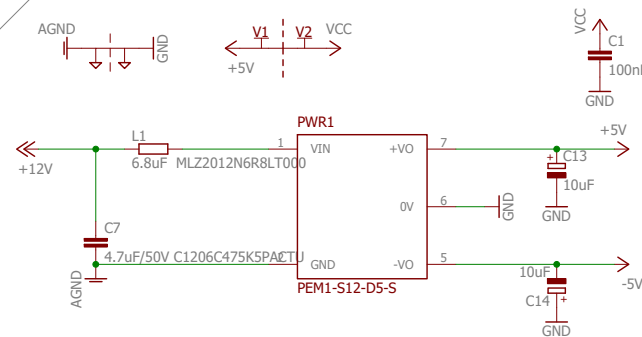 AGND
GND
V1
V2
VCC
+5V
VCC
C1
GND
PWR1
+12V
L1
6.8uF MLZ2012N6R8LT000
1
VIN
+VO
7
+5V
C13
10uF
GND
0V
6
GND
C7
4.7uF/50V C1206C475K5PACTU
AGND
GND
-VO
5
10uF
C14
+
-5V
GND
PEM1-S12-D5-S